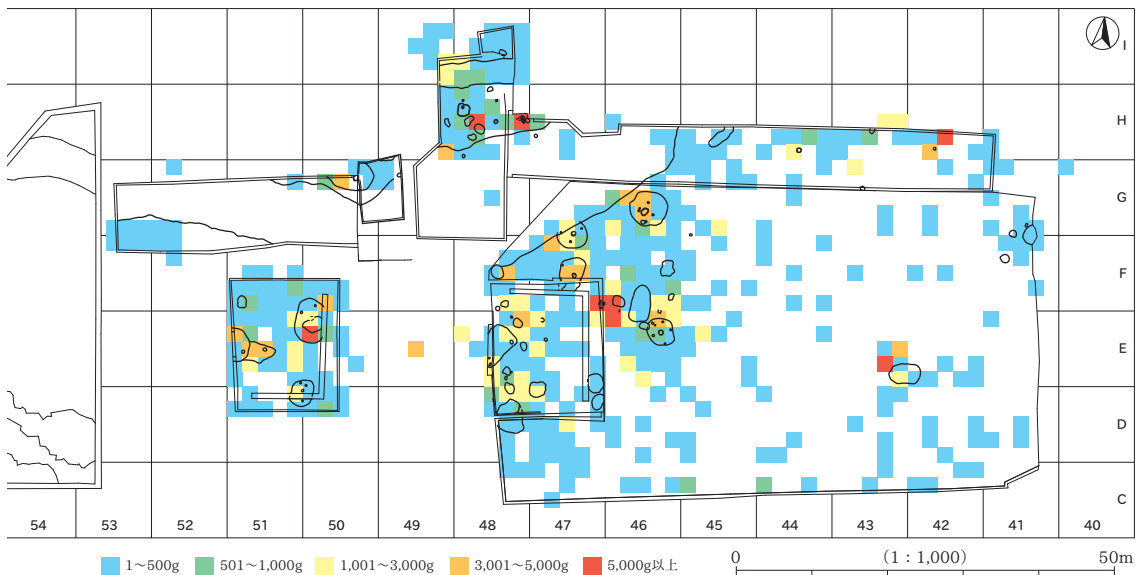 I
H
G
F
E
D
C
54 53 52 51 50 49 48 47 46 45 44 43 42 41 40
1～500g 501～1,000g 1,001～3,000g 3,001～5,000g 5,000g以上
0 (1：1,000) 50m